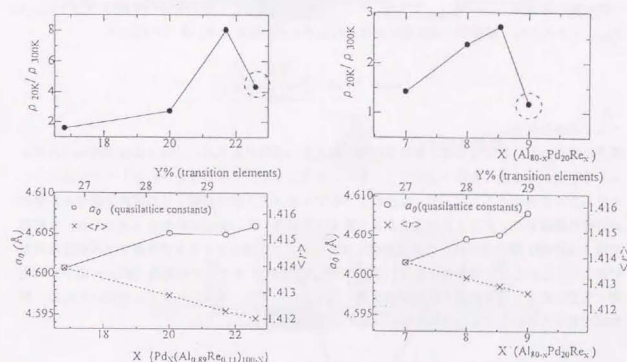 8
6
4
2
ρ 20K / ρ 300K
18
20
22
3
2
1
ρ 20K / ρ 300K
7
8
9
X (Al80-xPd20Rex)
Y% (transition elements)
27
28
29
4.610
4.605
4.600
4.595
a0 (Å)
○ a0 (quasilattice constants)
× <r>
1.416
1.415
1.414
1.413
1.412
<r>
18
20
22
X {PdX(Al0.89Re0.11)100-X}
Y% (transition elements)
27
28
29
4.610
4.605
4.600
4.595
a0 (Å)
○ a0 (quasilattice constants)
× <r>
1.416
1.415
1.414
1.413
1.412
<r>
7
8
9
X (Al80-xPd20Rex)